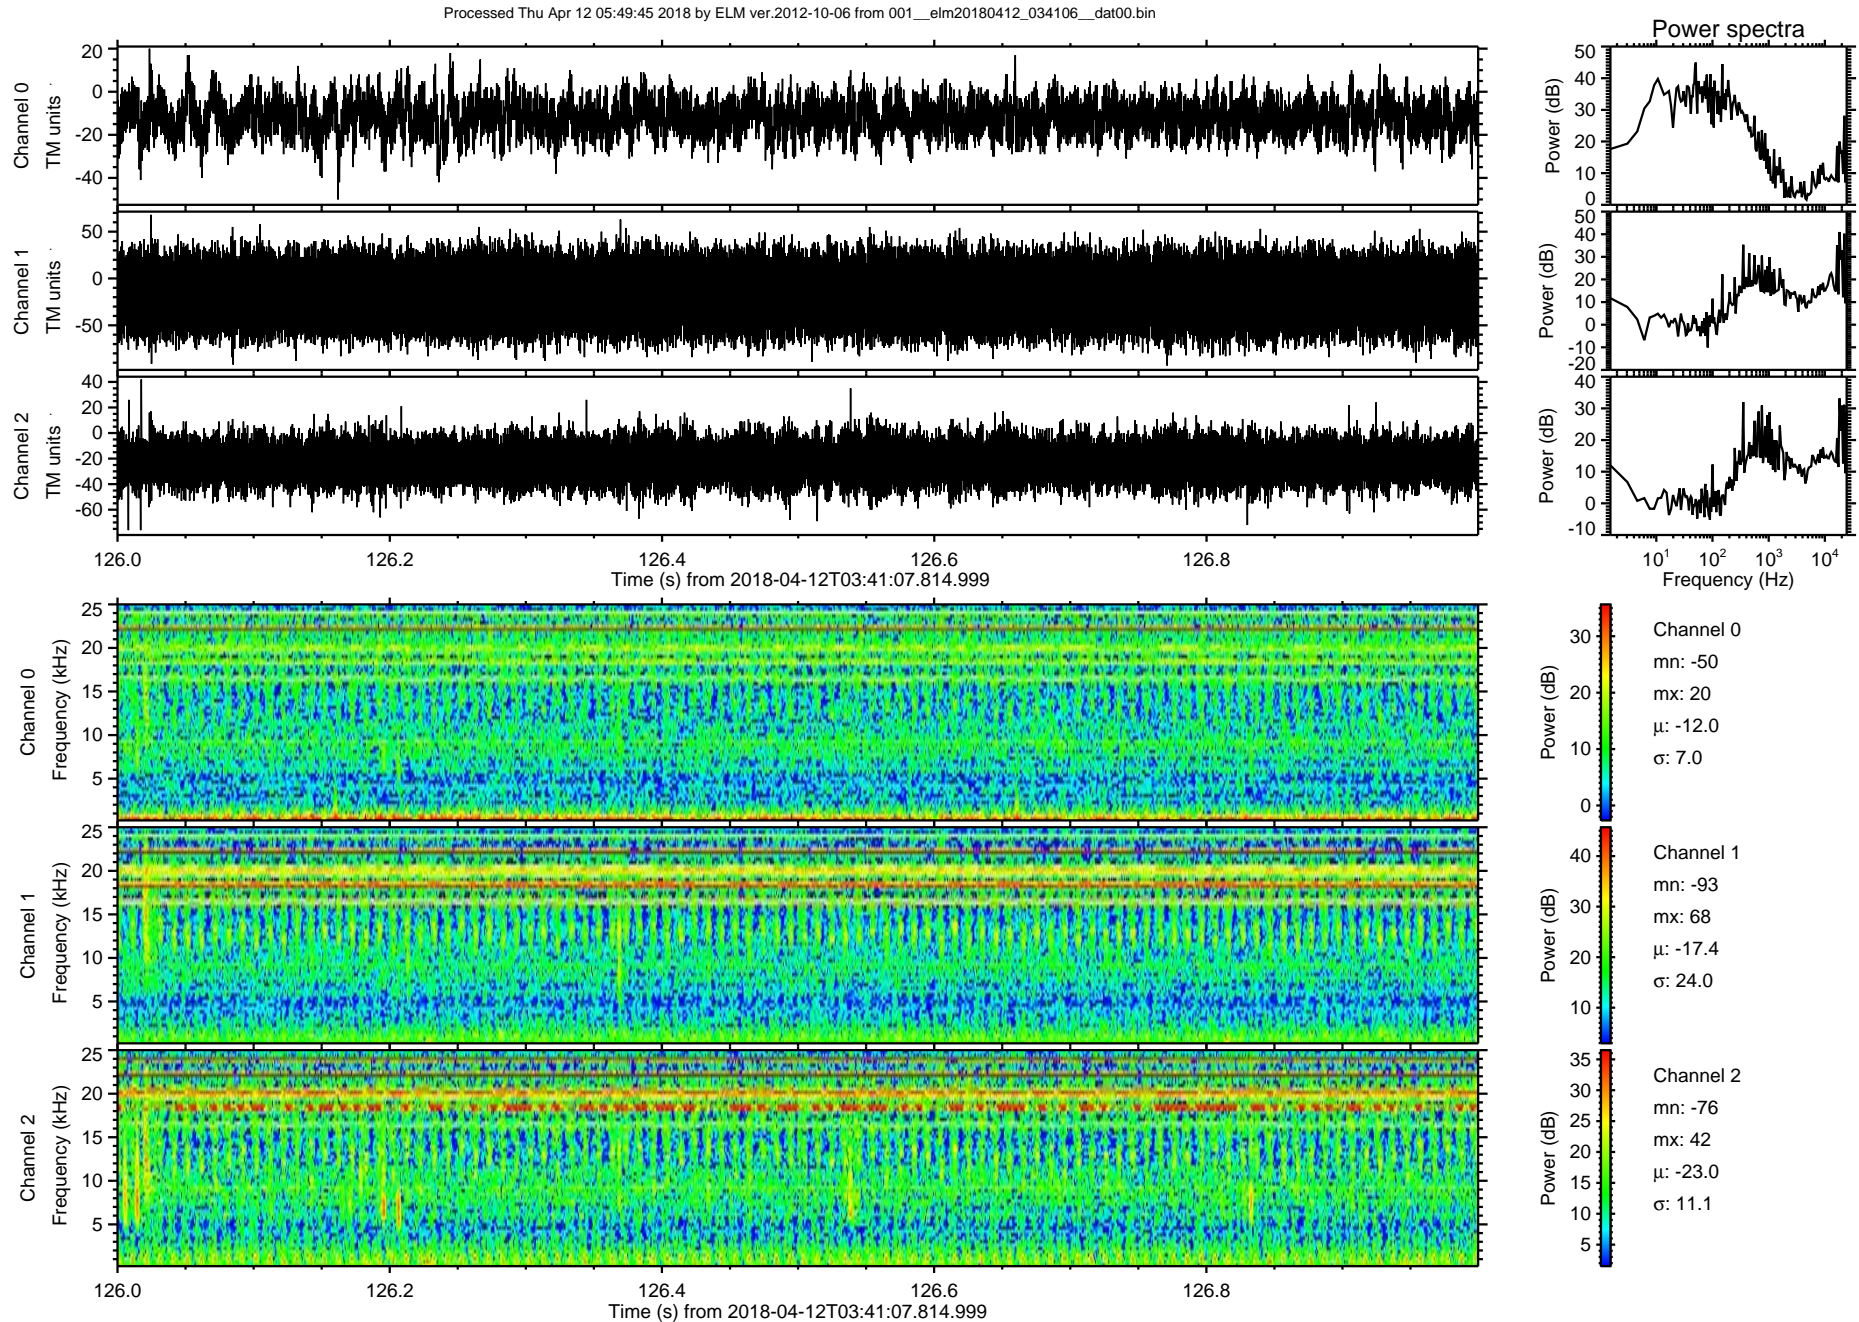 Processed Thu Apr 12 05:49:45 2018 by ELM ver.2012-10-06 from 001__elm20180412_034106__dat00.bin
Power spectra
Channel 0
TM units
20
0
-20
-40
Power (dB)
50
40
30
20
10
0
Channel 1
TM units
50
0
-50
Power (dB)
50
40
30
20
10
0
-10
-20
Channel 2
TM units
40
20
0
-20
-40
-60
Power (dB)
40
30
20
10
0
-10
126.0 126.2 126.4 126.6 126.8
Time (s) from 2018-04-12T03:41:07.814.999
10^1 10^2 10^3 10^4
Frequency (Hz)
Channel 0
Frequency (kHz)
25
20
15
10
5
Power (dB)
30
20
10
0
Channel 0
mn: -50
mx: 20
µ: -12.0
σ: 7.0
Channel 1
Frequency (kHz)
25
20
15
10
5
Power (dB)
40
30
20
10
Channel 1
mn: -93
mx: 68
µ: -17.4
σ: 24.0
Channel 2
Frequency (kHz)
25
20
15
10
5
Power (dB)
35
30
25
20
15
10
5
Channel 2
mn: -76
mx: 42
µ: -23.0
σ: 11.1
126.0 126.2 126.4 126.6 126.8
Time (s) from 2018-04-12T03:41:07.814.999